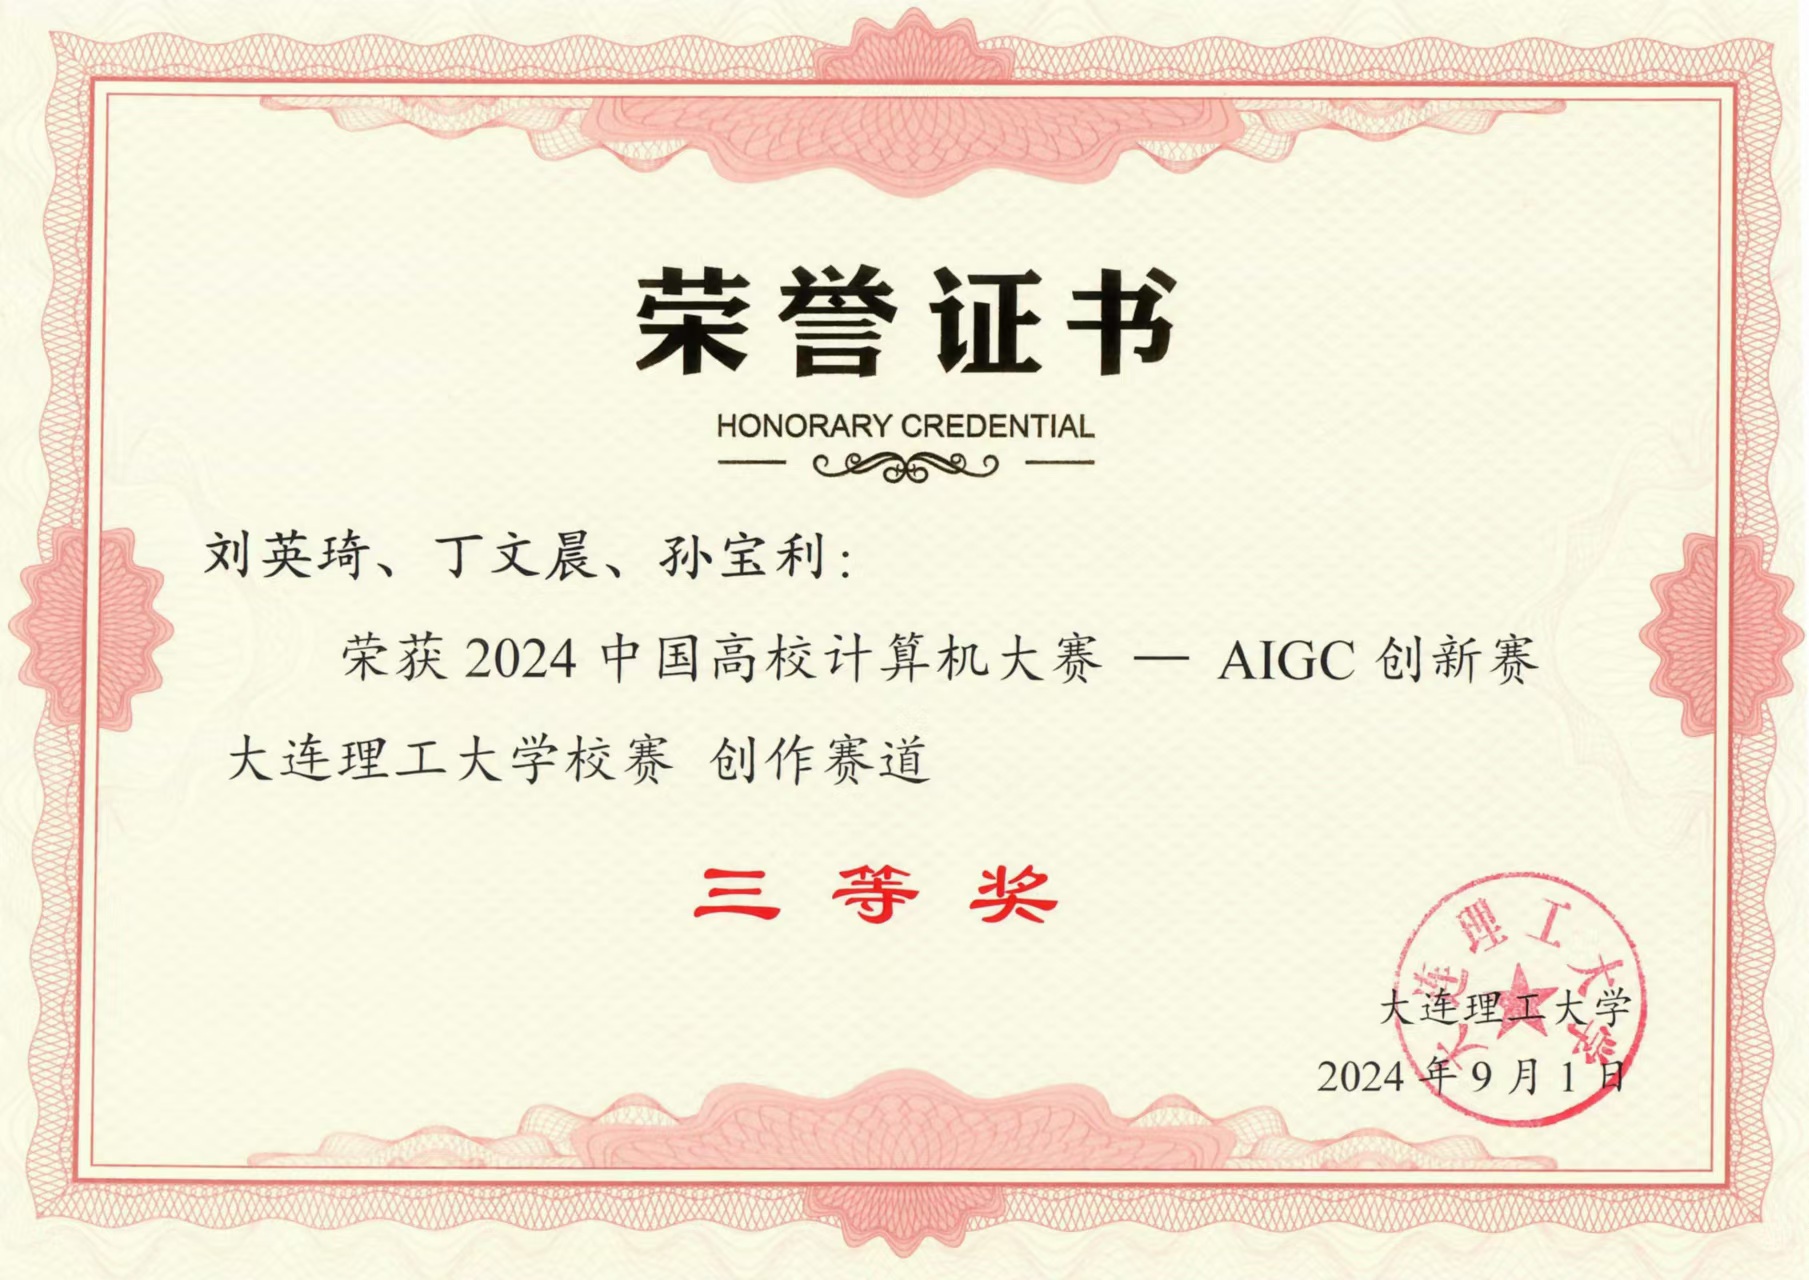 荣誉证书
HONORARY CREDENTIAL
刘英琦、丁文晨、孙宝利：
荣获 2024 中国高校计算机大赛 — AIGC 创新赛
大连理工大学校赛 创作赛道
三等奖
大连理工大学
大连理工大学
2024 年 9 月 1 日